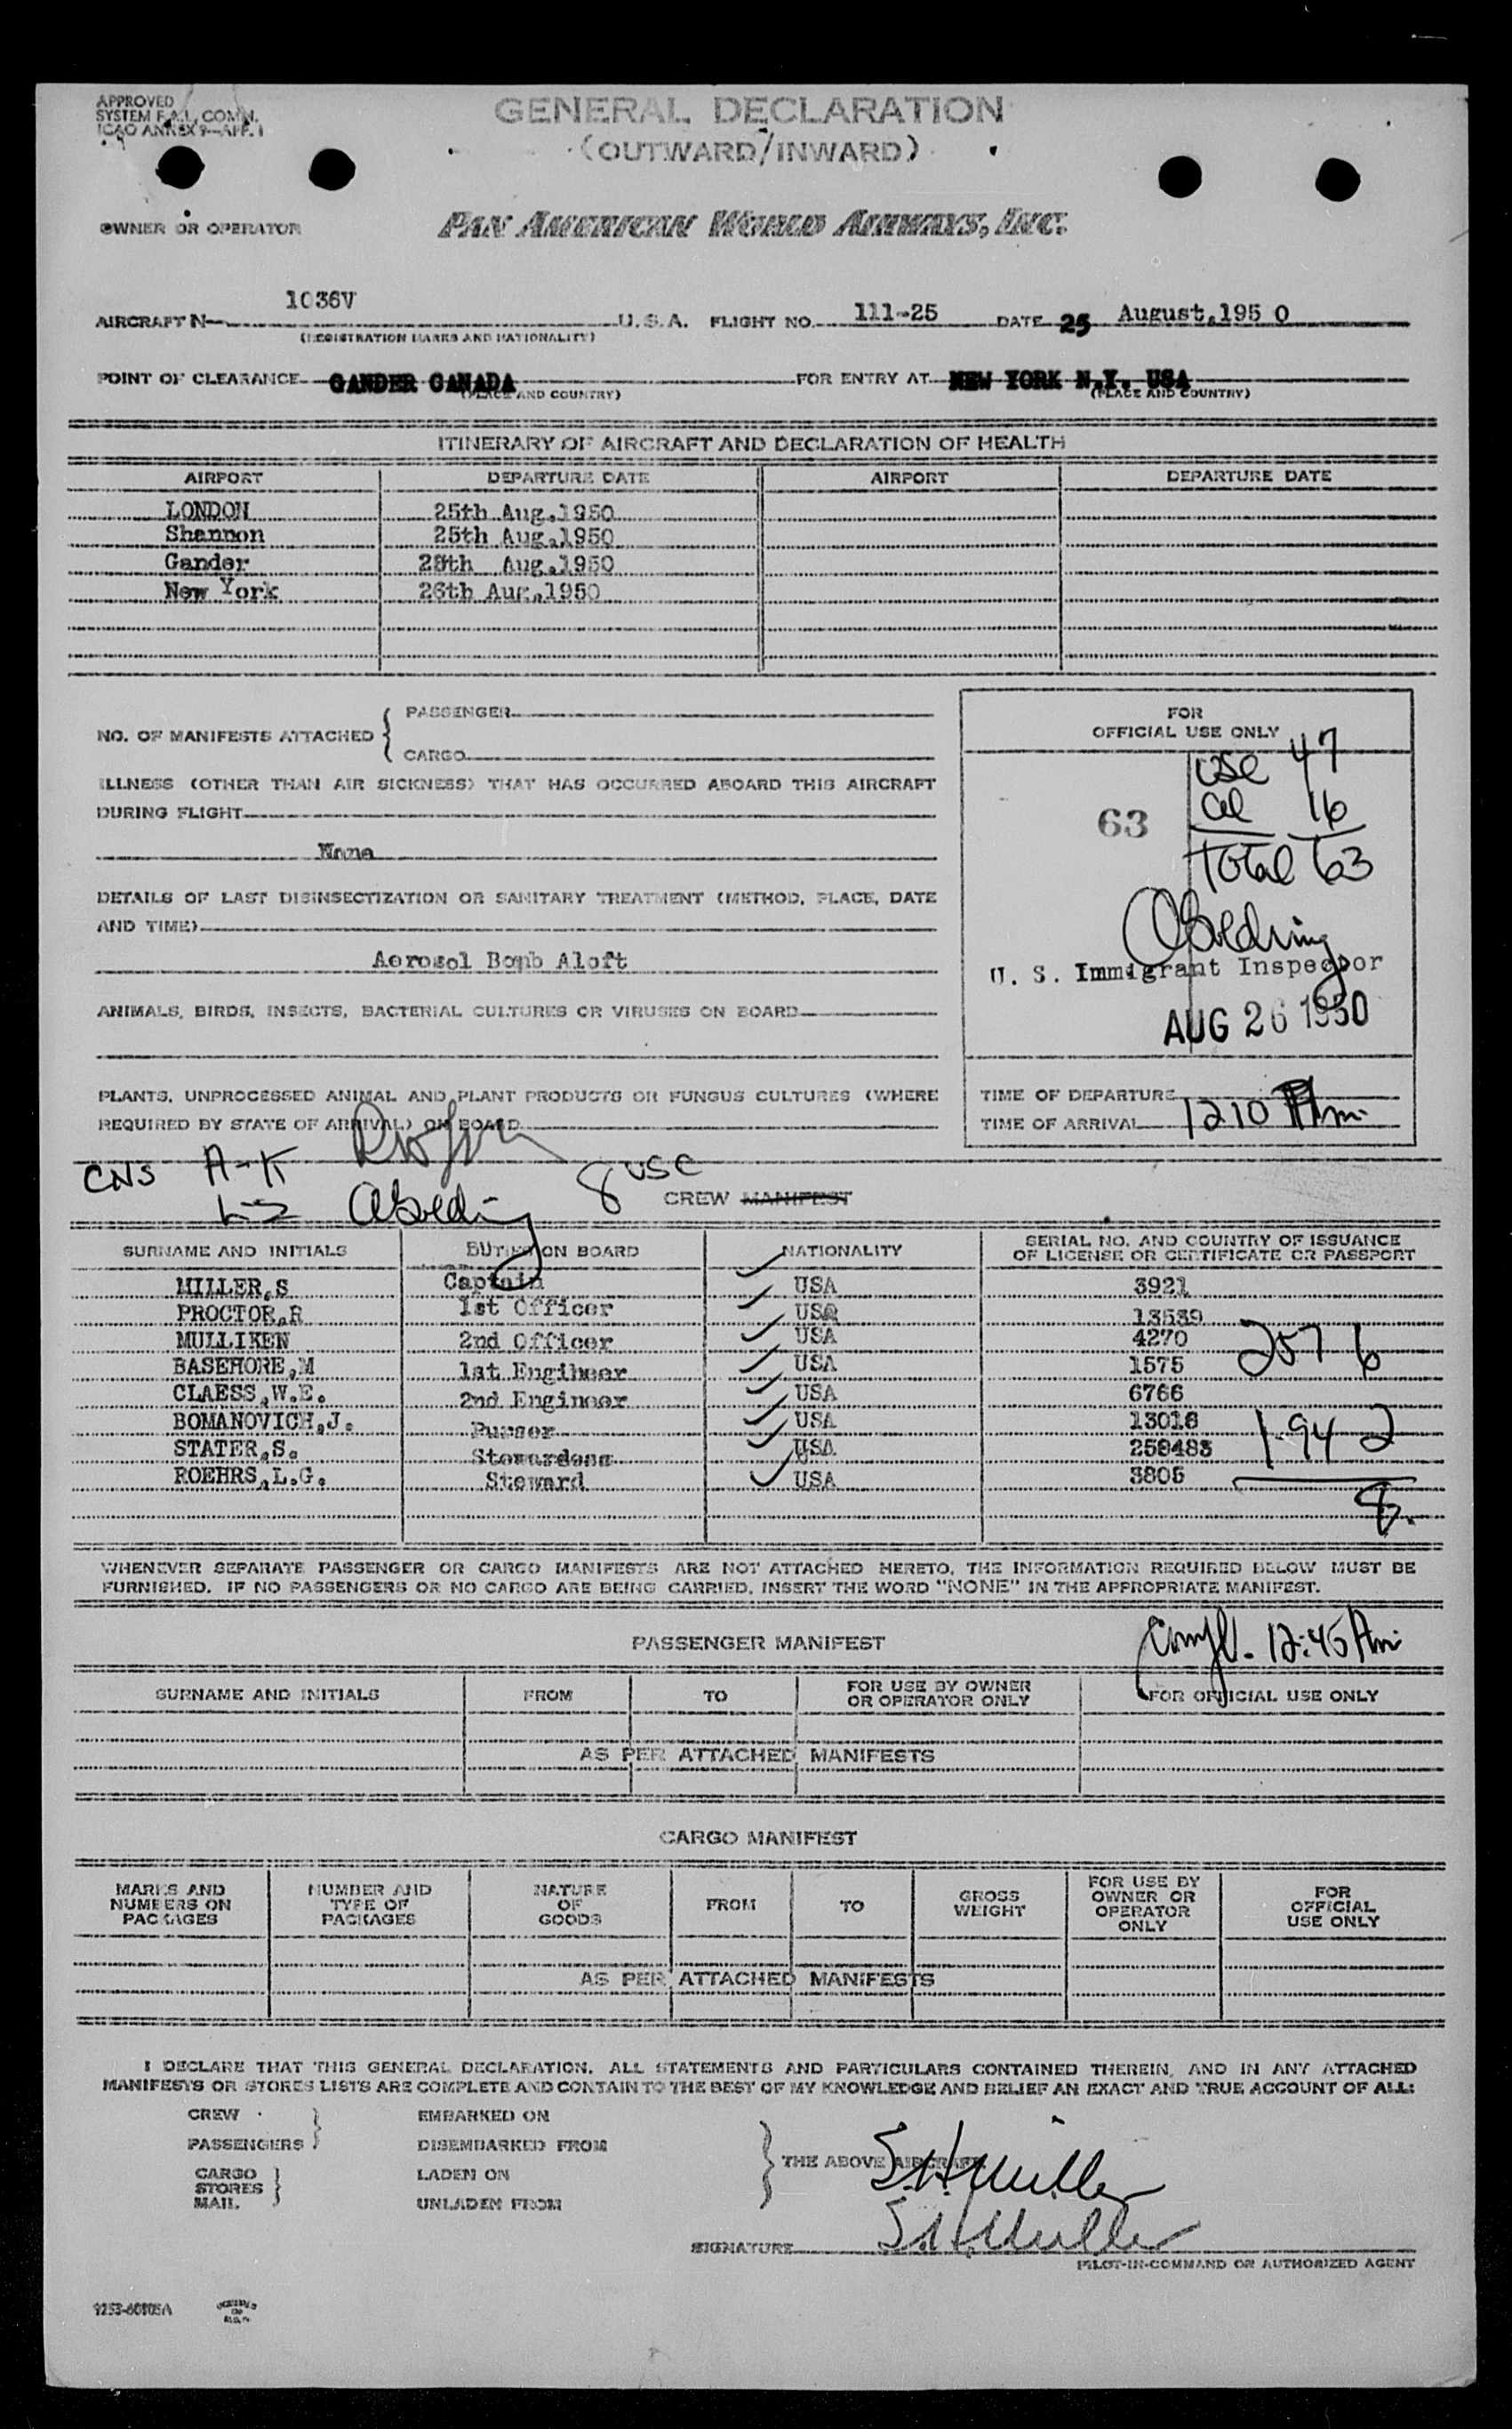 APPROVED
SYSTEM F.A.L. COM'N.
ICAO ANNEX 9—APP. 1
GENERAL DECLARATION
(OUTWARD/INWARD)
OWNER OR OPERATOR
PAN AMERICAN WORLD AIRWAYS, INC.
AIRCRAFT N— 1036V U.S.A. FLIGHT NO. 111-25 DATE 25 August,195 0
(REGISTRATION MARKS AND NATIONALITY)
POINT OF CLEARANCE GANDER CANADA FOR ENTRY AT NEW YORK N.Y. USA
(PLACE AND COUNTRY) (PLACE AND COUNTRY)
ITINERARY OF AIRCRAFT AND DECLARATION OF HEALTH
AIRPORT DEPARTURE DATE AIRPORT DEPARTURE DATE
LONDON 25th Aug.1950
Shannon 25th Aug.1950
Gander Aug.1950
New York 26th Aug.1950
NO. OF MANIFESTS ATTACHED { PASSENGER
CARGO
ILLNESS (OTHER THAN AIR SICKNESS) THAT HAS OCCURRED ABOARD THIS AIRCRAFT
DURING FLIGHT
None
DETAILS OF LAST DISINSECTIZATION OR SANITARY TREATMENT (METHOD, PLACE, DATE
AND TIME)
Aerosol Bomb Aloft
ANIMALS, BIRDS, INSECTS, BACTERIAL CULTURES OR VIRUSES ON BOARD
PLANTS, UNPROCESSED ANIMAL AND PLANT PRODUCTS OR FUNGUS CULTURES (WHERE
REQUIRED BY STATE OF ARRIVAL) ON BOARD
FOR
OFFICIAL USE ONLY
USC 47
63 al 16
Total 63
U. S. Immigrant Inspector
AUG 26 1950
TIME OF DEPARTURE
TIME OF ARRIVAL 1210 Am
CNS A-K
L-Z 8 USC
CREW MANIFEST
SURNAME AND INITIALS DUTIES ON BOARD NATIONALITY SERIAL NO. AND COUNTRY OF ISSUANCE
OF LICENSE OR CERTIFICATE OR PASSPORT
MILLER,S Captain USA 3921
PROCTOR,R 1st Officer USA 13539
MULLIKEN 2nd Officer USA 4270
BASEHORE,M 1st Engineer USA 1575 257 6
CLAESS,W.E. 2nd Engineer USA 6766
BOMANOVICH,J. Purser USA 13018 194 2
STATER,S. Stewardess USA 258483
ROEHRS,L.G. Steward USA 3805
8.
WHENEVER SEPARATE PASSENGER OR CARGO MANIFESTS ARE NOT ATTACHED HERETO, THE INFORMATION REQUIRED BELOW MUST BE
FURNISHED. IF NO PASSENGERS OR NO CARGO ARE BEING CARRIED, INSERT THE WORD "NONE" IN THE APPROPRIATE MANIFEST.
Compl. 12:45 Am
PASSENGER MANIFEST
SURNAME AND INITIALS FROM TO FOR USE BY OWNER
OR OPERATOR ONLY FOR OFFICIAL USE ONLY
AS PER ATTACHED MANIFESTS
CARGO MANIFEST
MARKS AND
NUMBERS ON
PACKAGES NUMBER AND
TYPE OF
PACKAGES NATURE
OF
GOODS FROM TO GROSS
WEIGHT FOR USE BY
OWNER OR
OPERATOR
ONLY FOR
OFFICIAL
USE ONLY
AS PER ATTACHED MANIFESTS
I DECLARE THAT THIS GENERAL DECLARATION, ALL STATEMENTS AND PARTICULARS CONTAINED THEREIN, AND IN ANY ATTACHED
MANIFESTS OR STORES LISTS ARE COMPLETE AND CONTAIN TO THE BEST OF MY KNOWLEDGE AND BELIEF AN EXACT AND TRUE ACCOUNT OF ALL:
CREW EMBARKED ON
PASSENGERS DISEMBARKED FROM
CARGO LADEN ON
STORES
MAIL UNLADEN FROM
THE ABOVE AIRCRAFT
S.H. Miller
SIGNATURE S.H. Miller
PILOT-IN-COMMAND OR AUTHORIZED AGENT